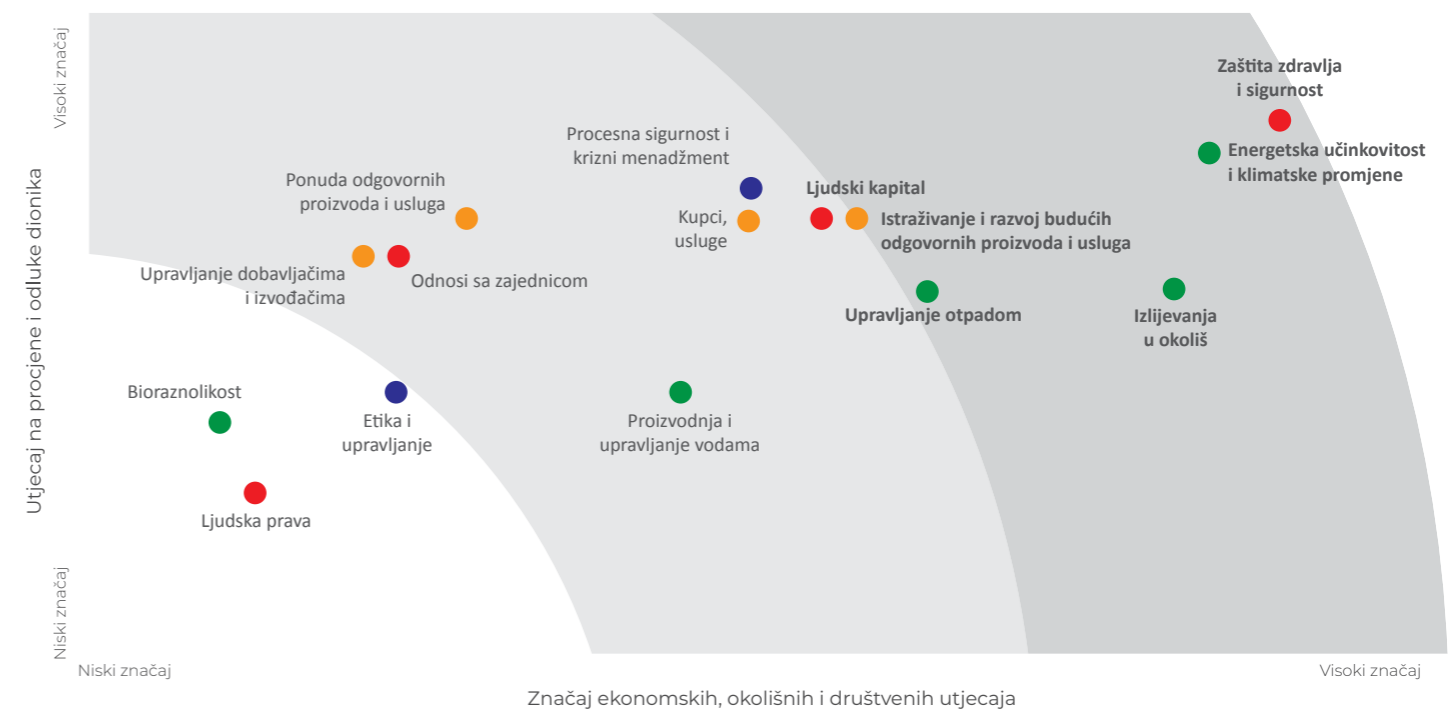 Visoki značaj
Utjecaj na procjene i odluke dionika
Niski značaj
Zaštita zdravlja
i sigurnost
Energetska učinkovitost
i klimatske promjene
Procesna sigurnost i
krizni menadžment
Ponuda odgovornih
proizvoda i usluga
Ljudski kapital
Kupci,
usluge
Istraživanje i razvoj budućih
odgovornih proizvoda i usluga
Upravljanje dobavljačima
i izvođačima
Odnosi sa zajednicom
Upravljanje otpadom
Izlijevanja
u okoliš
Bioraznolikost
Etika i
upravljanje
Proizvodnja i
upravljanje vodama
Ljudska prava
Niski značaj
Visoki značaj
Značaj ekonomskih, okolišnih i društvenih utjecaja